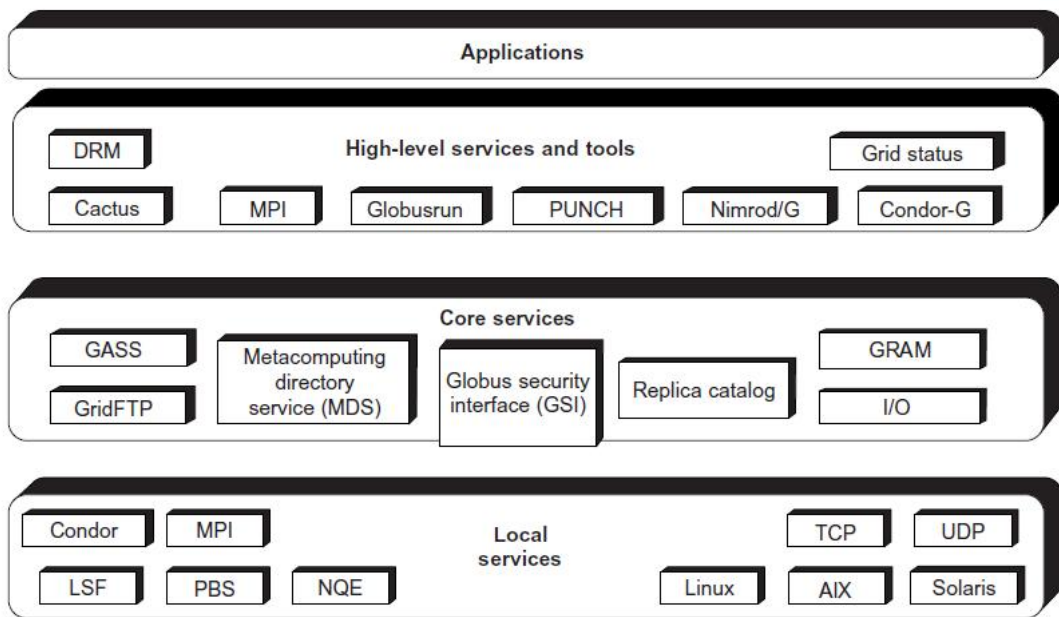 Applications
DRM
High-level services and tools
Grid status
Cactus
MPI
Globusrun
PUNCH
Nimrod/G
Condor-G
Core services
GASS
Metacomputing
directory
service (MDS)
Globus security
interface (GSI)
Replica catalog
GRAM
GridFTP
I/O
Condor
MPI
Local
services
TCP
UDP
LSF
PBS
NQE
Linux
AIX
Solaris